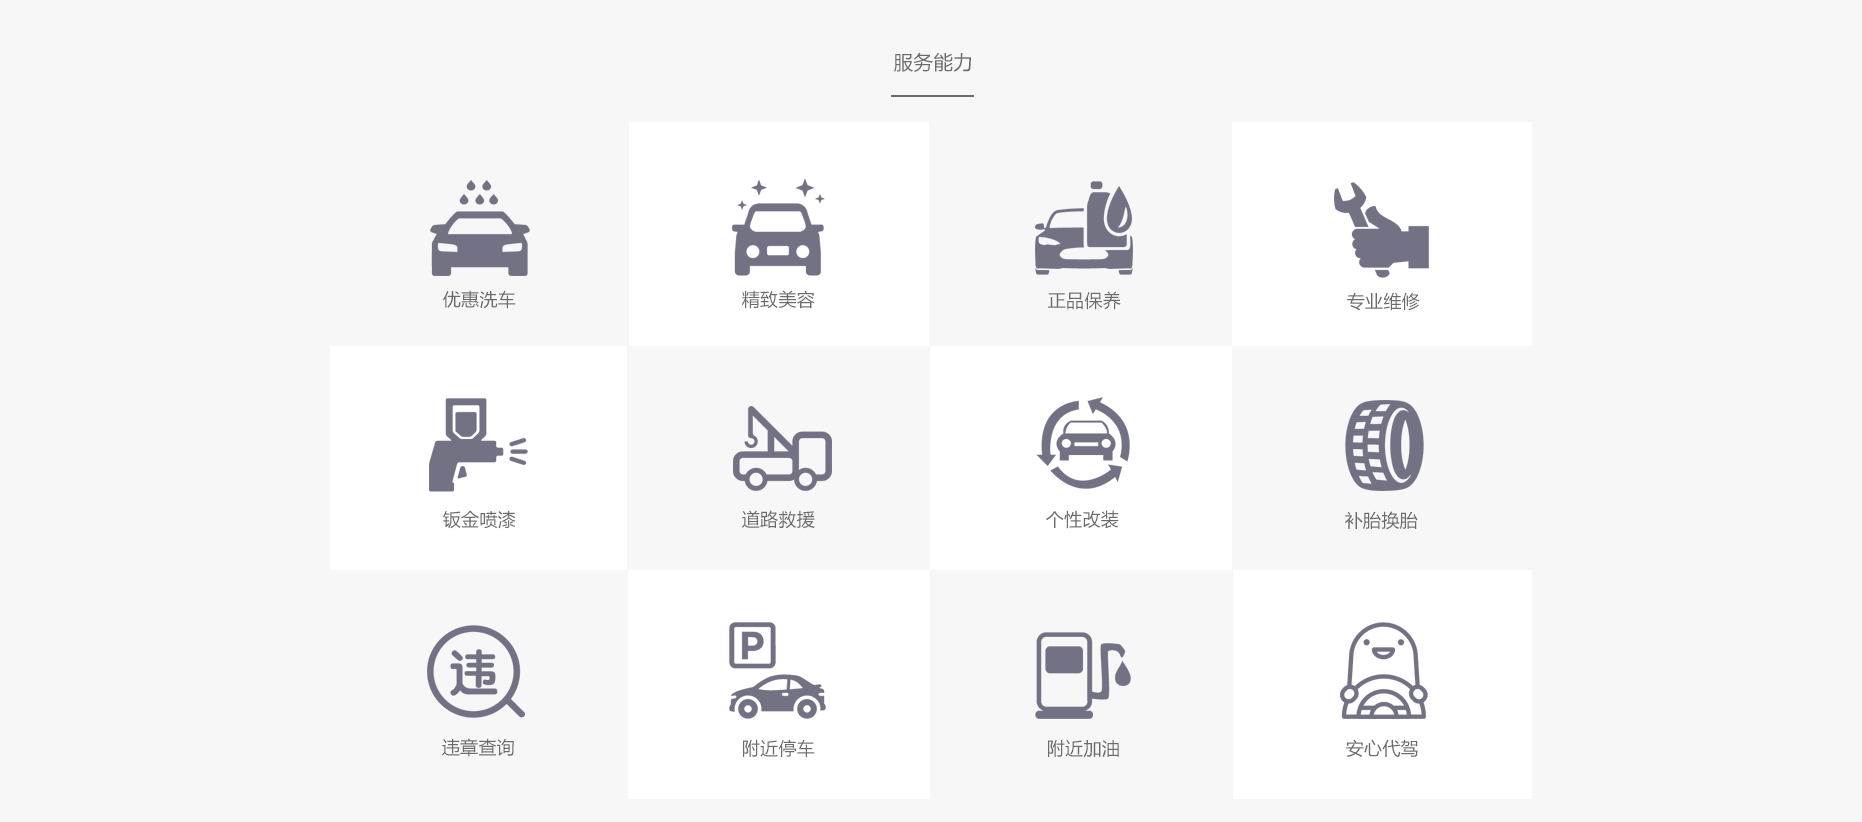 服务能力
优惠洗车
精致美容
正品保养
专业维修
钣金喷漆
道路救援
个性改装
补胎换胎
违
P
违章查询
附近停车
附近加油
安心代驾